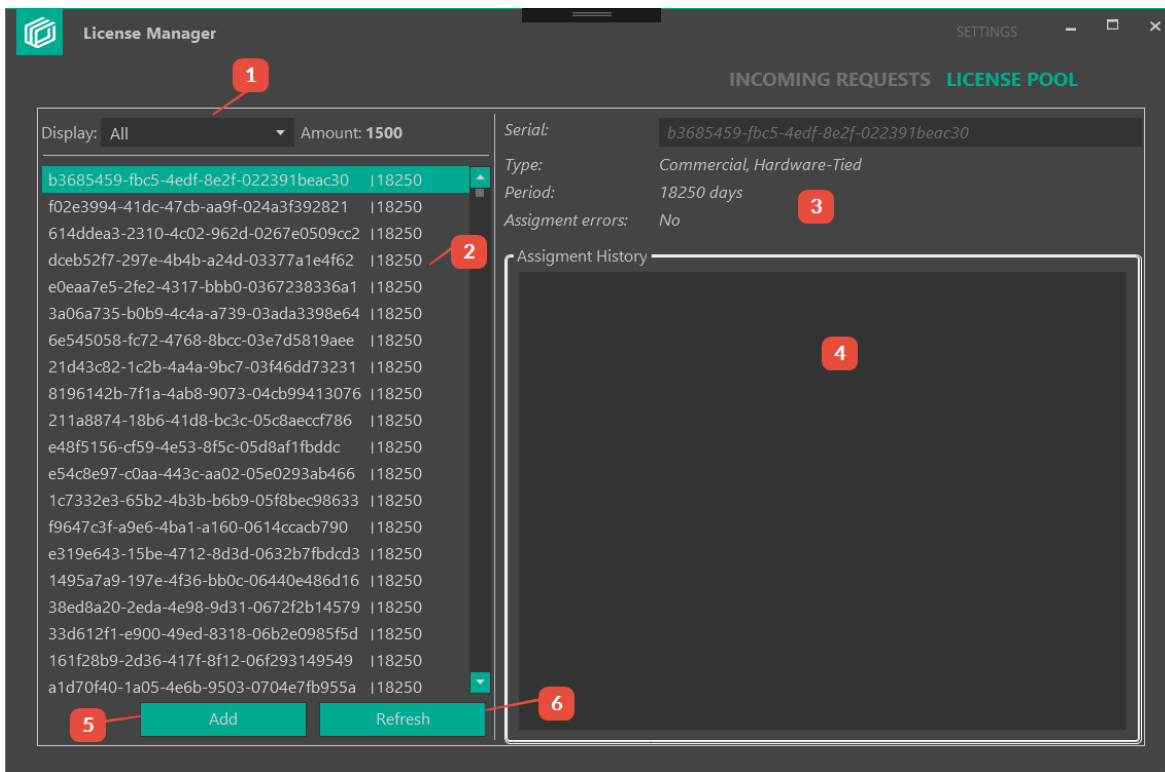 License Manager
SETTINGS
1
INCOMING REQUESTS LICENSE POOL
Display: All Amount: 1500
b3685459-fbc5-4edf-8e2f-022391beac30 |18250
f02e3994-41dc-47cb-aa9f-024a3f392821 |18250
614ddea3-2310-4c02-962d-0267e0509cc2 |18250
2
dceb52f7-297e-4b4b-a24d-03377a1e4f62 |18250
e0eaa7e5-2fe2-4317-bbb0-0367238336a1 |18250
3a06a735-b0b9-4c4a-a739-03ada3398e64 |18250
6e545058-fc72-4768-8bcc-03e7d5819aee |18250
21d43c82-1c2b-4a4a-9bc7-03f46dd73231 |18250
8196142b-7f1a-4ab8-9073-04cb99413076 |18250
211a8874-18b6-41d8-bc3c-05c8aeccf786 |18250
e48f5156-cf59-4e53-8f5c-05d8af1fbddc |18250
e54c8e97-c0aa-443c-aa02-05e0293ab466 |18250
1c7332e3-65b2-4b3b-b6b9-05f8bec98633 |18250
f9647c3f-a9e6-4ba1-a160-0614ccacb790 |18250
e319e643-15be-4712-8d3d-0632b7fbdcd3 |18250
1495a7a9-197e-4f36-bb0c-06440e486d16 |18250
38ed8a20-2eda-4e98-9d31-0672f2b14579 |18250
33d612f1-e900-49ed-8318-06b2e0985f5d |18250
161f28b9-2d36-417f-8f12-06f293149549 |18250
a1d70f40-1a05-4e6b-9503-0704e7fb955a |18250
5
Add Refresh
6
Serial: b3685459-fbc5-4edf-8e2f-022391beac30
Type: Commercial, Hardware-Tied
Period: 18250 days
3
Assigment errors: No
Assigment History
4